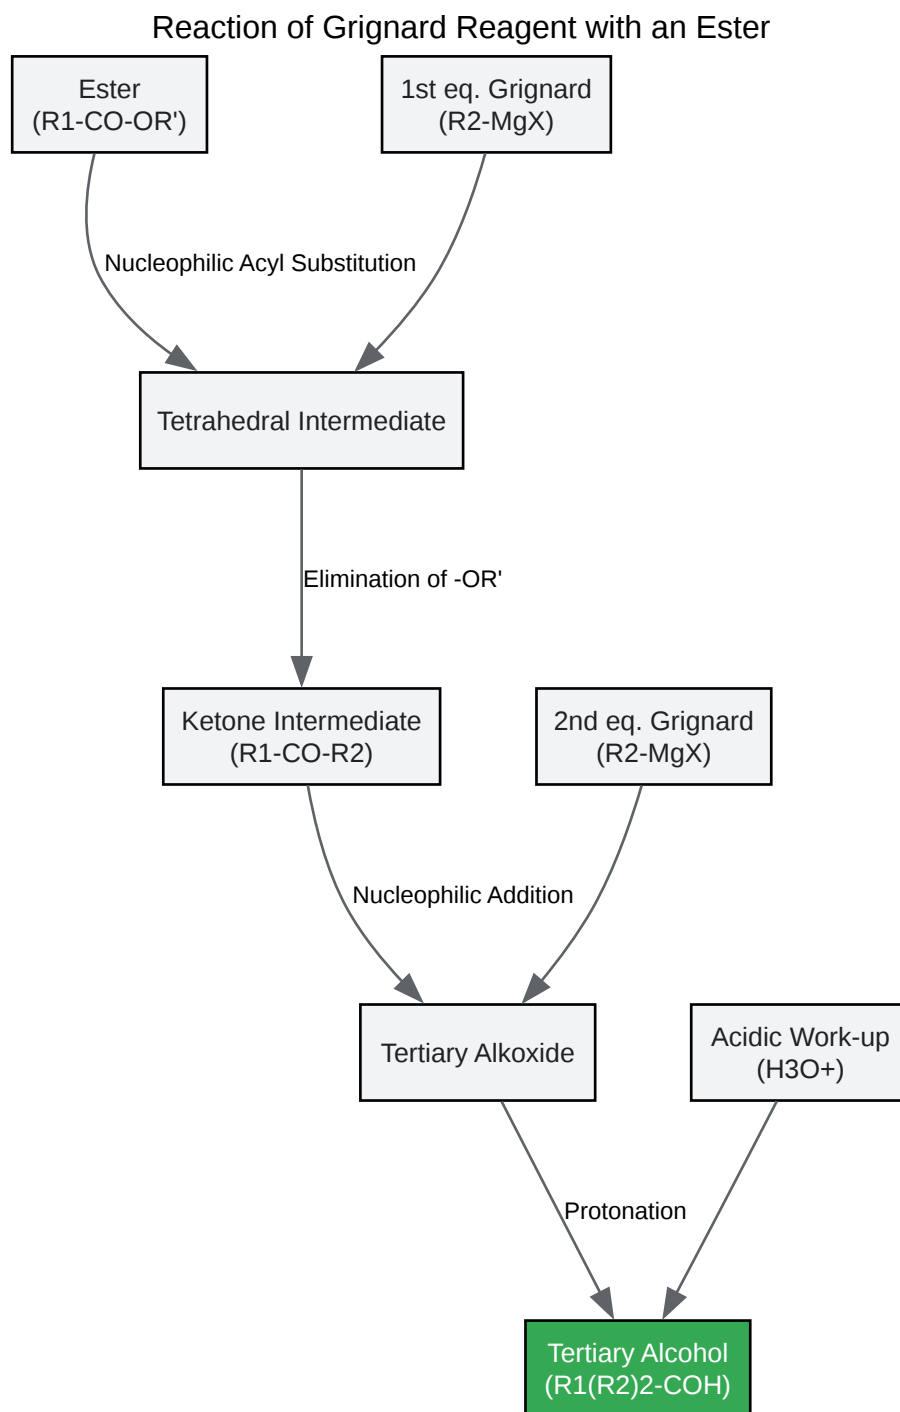 Reaction of Grignard Reagent with an Ester
Ester
(R1-CO-OR')
1st eq. Grignard
(R2-MgX)
Nucleophilic Acyl Substitution
Tetrahedral Intermediate
Elimination of -OR'
Ketone Intermediate
(R1-CO-R2)
2nd eq. Grignard
(R2-MgX)
Nucleophilic Addition
Tertiary Alkoxide
Acidic Work-up
(H3O+)
Protonation
Tertiary Alcohol
(R1(R2)2-COH)